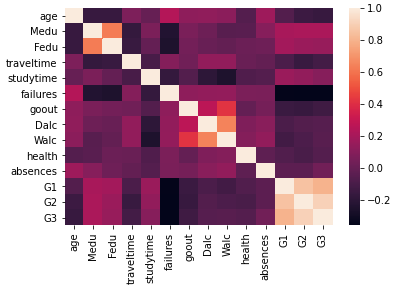 age
Medu
Fedu
traveltime
studytime
failures
goout
Dalc
Walc
health
absences
G1
G2
G3
age
Medu
Fedu
traveltime
studytime
failures
goout
Dalc
Walc
health
absences
G1
G2
G3
1.0
0.8
0.6
0.4
0.2
0.0
−0.2